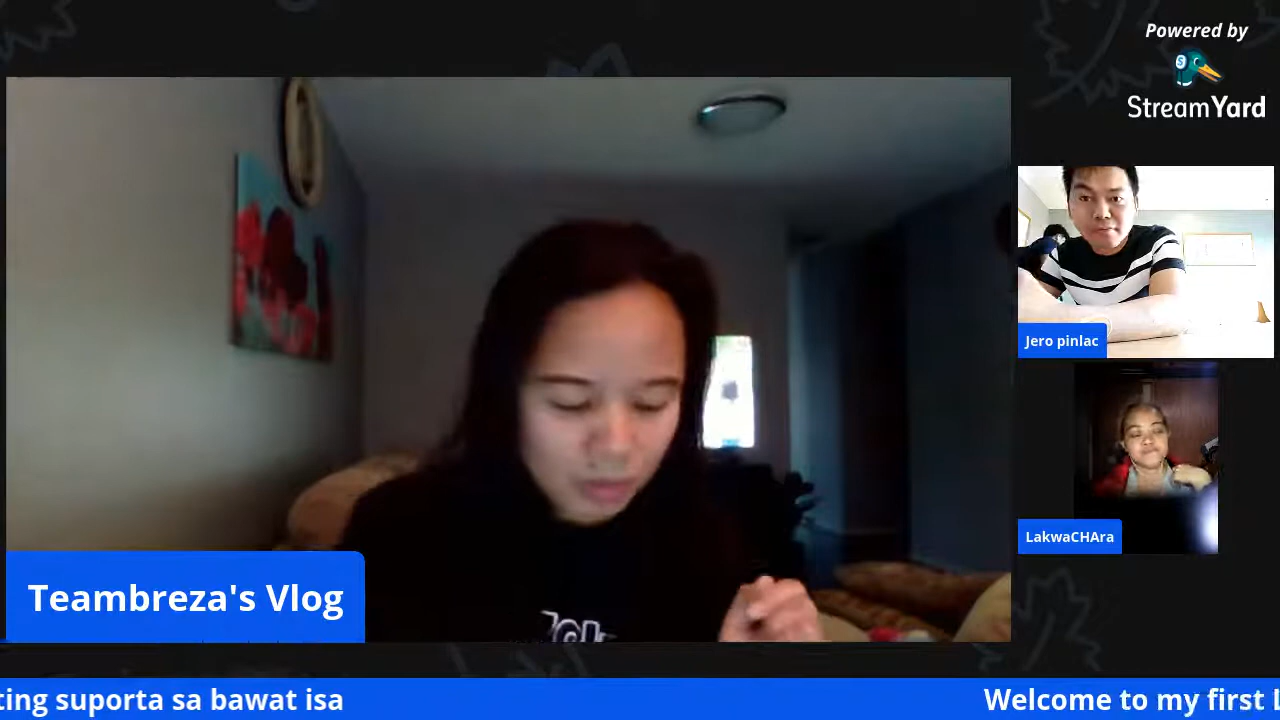 Powered by
StreamYard
Jero pinlac
LakwaCHAra
Teambreza's Vlog
ting suporta sa bawat isa
Welcome to my first